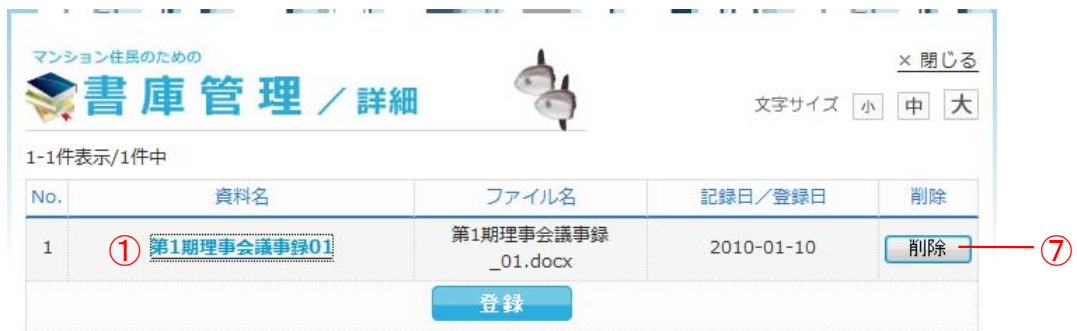 マンション住民のための
書庫管理／詳細
× 閉じる
文字サイズ 小 中 大
1-1件表示/1件中
No. 資料名 ファイル名 記録日／登録日 削除
1 ① 第1期理事会議事録01 第1期理事会議事録 2010-01-10 削除 ⑦
_01.docx
登録